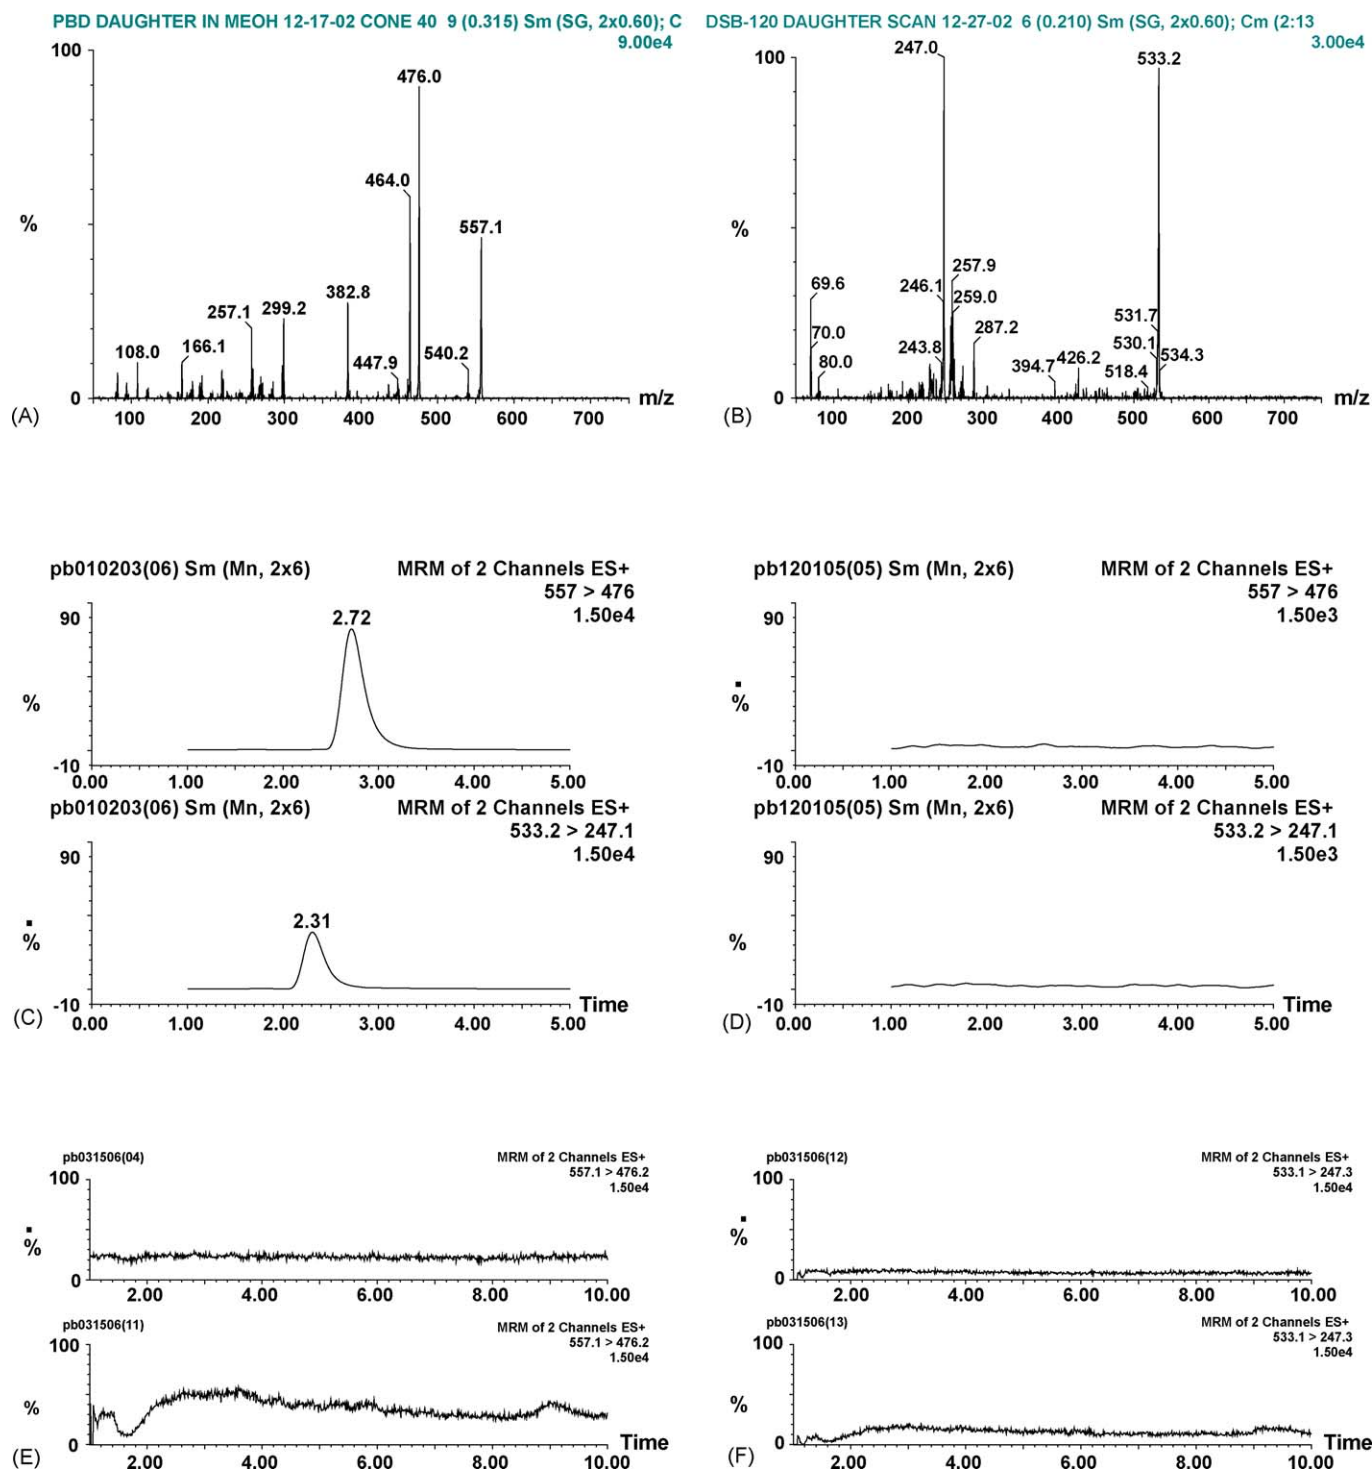 PBD DAUGHTER IN MEOH 12-17-02 CONE 40 9 (0.315) Sm (SG, 2x0.60); C
9.00e4
100
476.0
464.0
557.1
%
382.8
257.1
299.2
108.0
166.1
447.9
540.2
0
m/z
100 200 300 400 500 600 700
(A)
DSB-120 DAUGHTER SCAN 12-27-02 6 (0.210) Sm (SG, 2x0.60); Cm (2:13
3.00e4
100
247.0
533.2
%
69.6
257.9
246.1
259.0
70.0
80.0
243.8
287.2
394.7
426.2
531.7
530.1
518.4
534.3
0
m/z
100 200 300 400 500 600 700
(B)
pb010203(06) Sm (Mn, 2x6) MRM of 2 Channels ES+
557 > 476
1.50e4
90
2.72
%
-10
0.00 1.00 2.00 3.00 4.00 5.00
pb010203(06) Sm (Mn, 2x6) MRM of 2 Channels ES+
533.2 > 247.1
1.50e4
90
2.31
%
-10
Time
0.00 1.00 2.00 3.00 4.00 5.00
(C)
pb120105(05) Sm (Mn, 2x6) MRM of 2 Channels ES+
557 > 476
1.50e3
90
%
-10
0.00 1.00 2.00 3.00 4.00 5.00
pb120105(05) Sm (Mn, 2x6) MRM of 2 Channels ES+
533.2 > 247.1
1.50e3
90
%
-10
Time
0.00 1.00 2.00 3.00 4.00 5.00
(D)
pb031506(04) MRM of 2 Channels ES+
557.1 > 476.2
1.50e4
100
%
0
2.00 4.00 6.00 8.00 10.00
pb031506(11) MRM of 2 Channels ES+
557.1 > 476.2
1.50e4
100
%
0
Time
2.00 4.00 6.00 8.00 10.00
(E)
pb031506(12) MRM of 2 Channels ES+
533.1 > 247.3
1.50e4
100
%
0
2.00 4.00 6.00 8.00 10.00
pb031506(13) MRM of 2 Channels ES+
533.1 > 247.3
1.50e4
100
%
0
Time
2.00 4.00 6.00 8.00 10.00
(F)